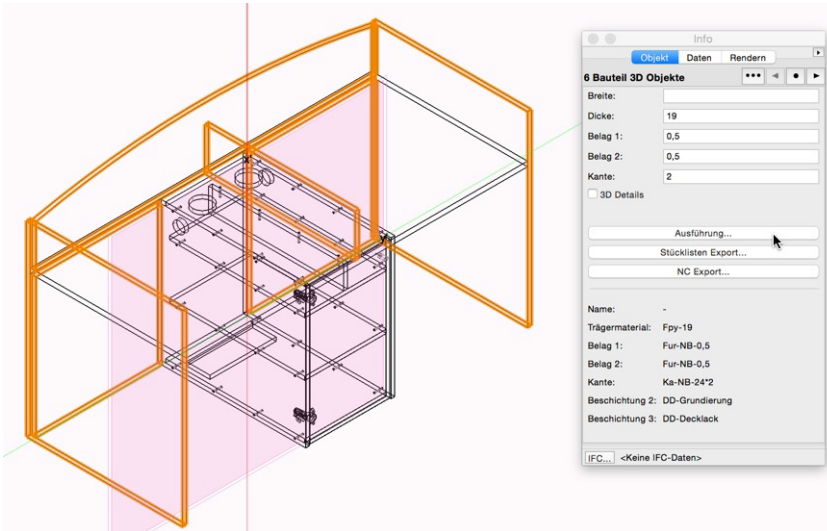 Info
Objekt Daten Rendern
6 Bauteil 3D Objekte
Breite:
Dicke: 19
Belag 1: 0,5
Belag 2: 0,5
Kante: 2
3D Details
Ausführung...
Stücklisten Export...
NC Export...
Name: -
Trägermaterial: Fpy-19
Belag 1: Fur-NB-0,5
Belag 2: Fur-NB-0,5
Kante: Ka-NB-24*2
Beschichtung 2: DD-Grundierung
Beschichtung 3: DD-Decklack
IFC... <Keine IFC-Daten>